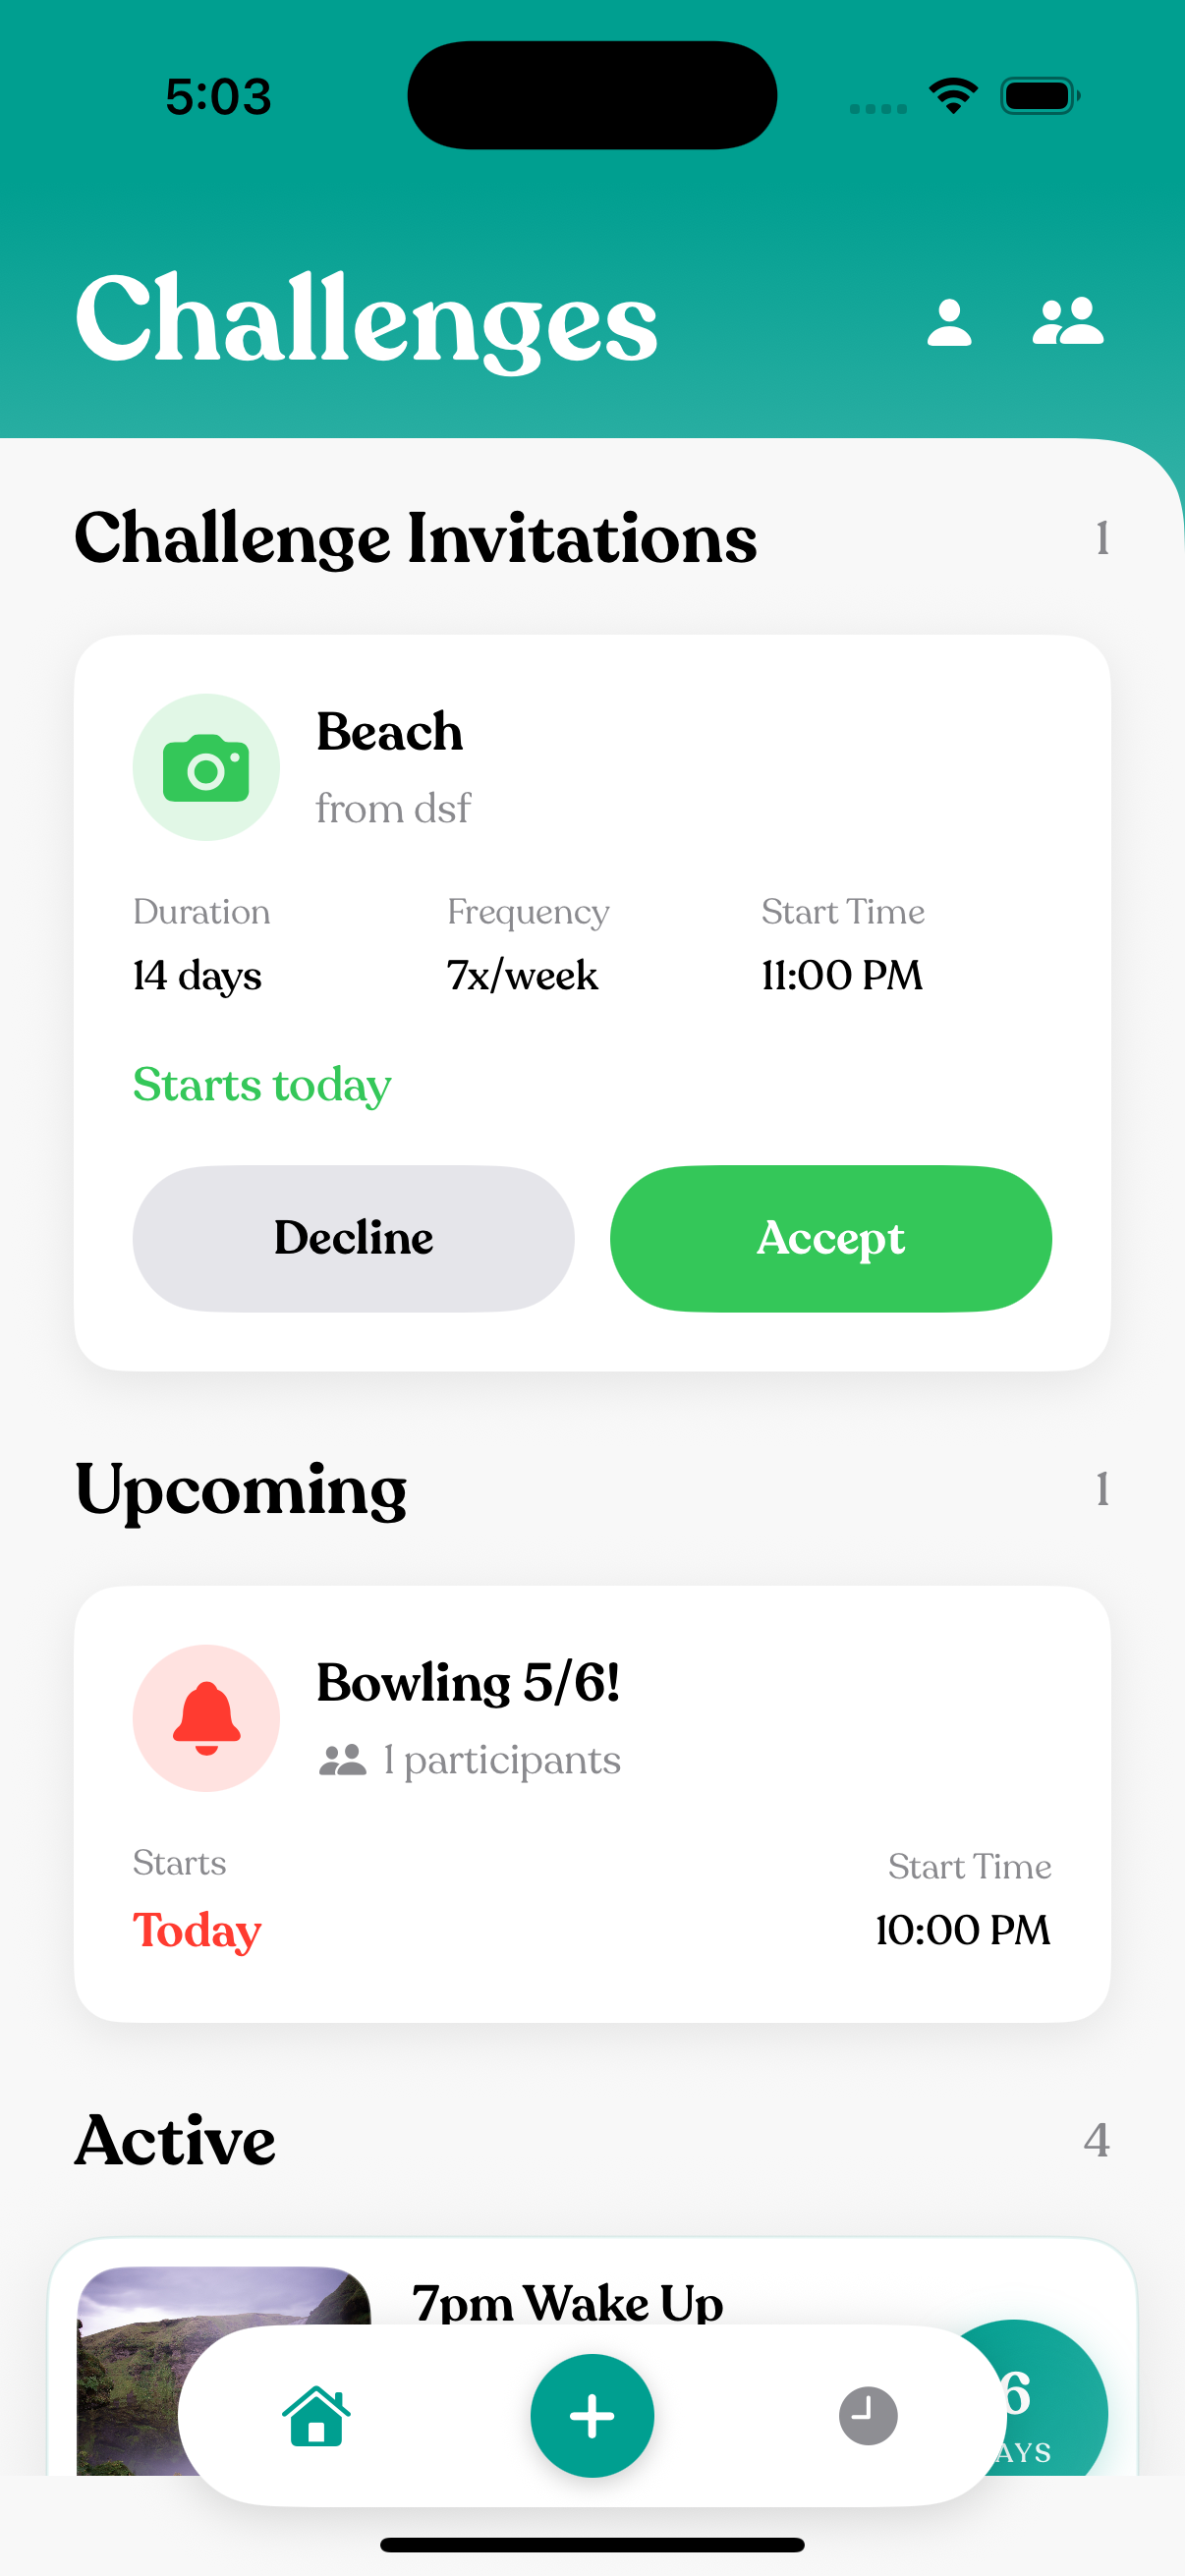 5:03
Challenges
Challenge Invitations 1
Beach
from dsf
Duration Frequency Start Time
14 days 7x/week 11:00 PM
Starts today
Decline Accept
Upcoming 1
Bowling 5/6!
1 participants
Starts Start Time
Today 10:00 PM
Active 4
7pm Wake Up
6
AYS